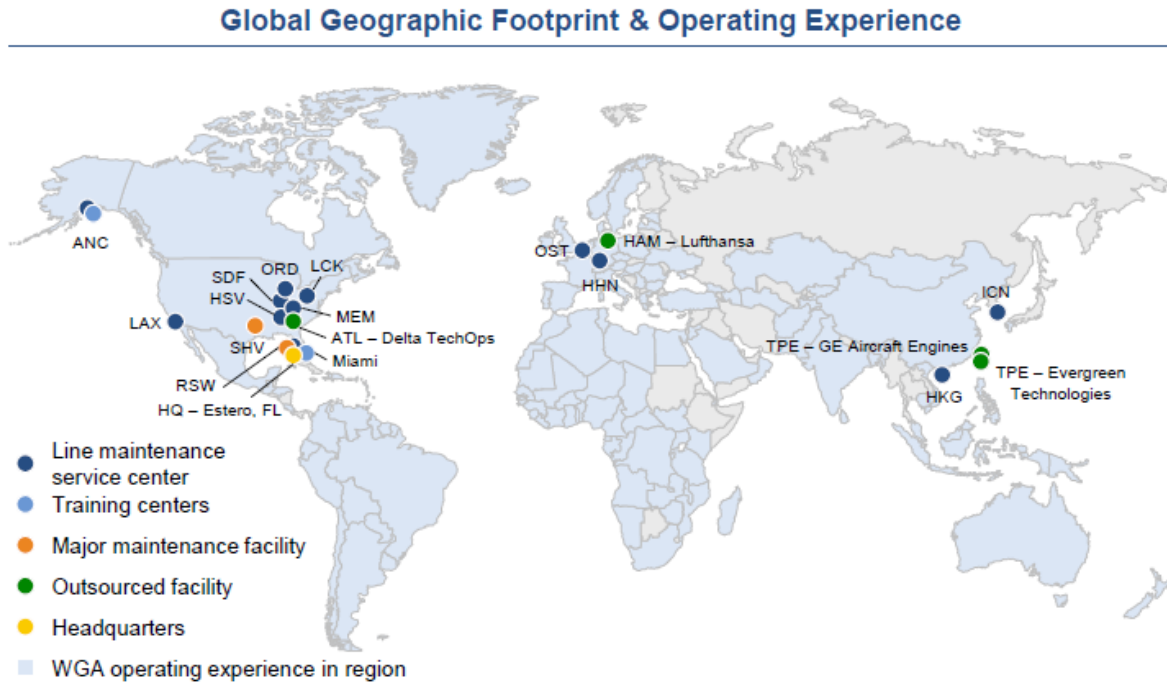 Global Geographic Footprint & Operating Experience
ANC
SDF
ORD
LCK
HSV
LAX
MEM
SHV
ATL – Delta TechOps
Miami
RSW
HQ – Estero, FL
OST
HAM – Lufthansa
HHN
ICN
TPE – GE Aircraft Engines
TPE – Evergreen
Technologies
HKG
Line maintenance
service center
Training centers
Major maintenance facility
Outsourced facility
Headquarters
WGA operating experience in region